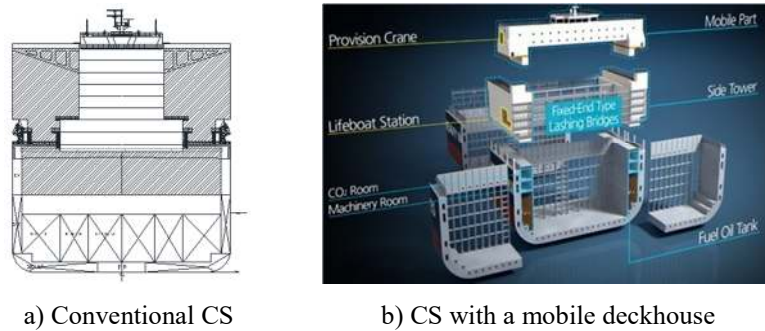 Provision Crane
Mobile Part
Side Tower
Lifeboat Station
Fixed-End Type
Lashing Bridges
CO₂ Room
Machinery Room
Fuel Oil Tank
a) Conventional CS
b) CS with a mobile deckhouse